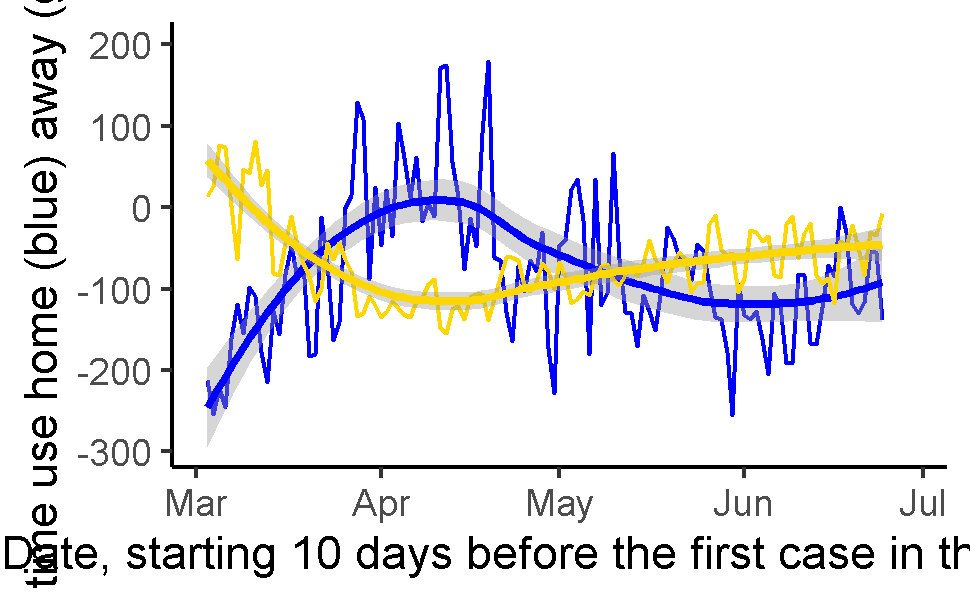 time use home (blue) away (
200
100
0
-100
-200
-300
Mar Apr May Jun Jul
Date, starting 10 days before the first case in th